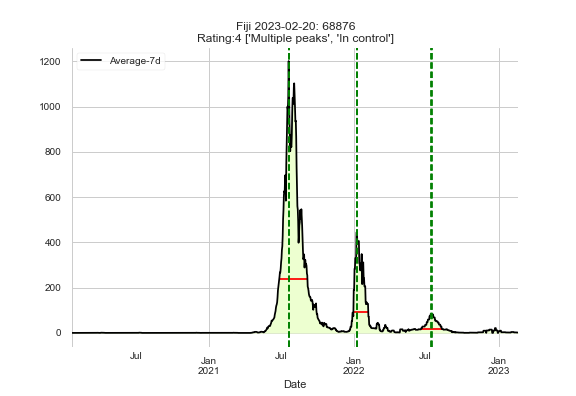 Fiji 2023-02-20: 68876
Rating:4 ['Multiple peaks', 'In control']
Average-7d
1200
1000
800
600
400
200
0
Jul
Jan
2021
Jul
Jan
2022
Jul
Jan
2023
Date